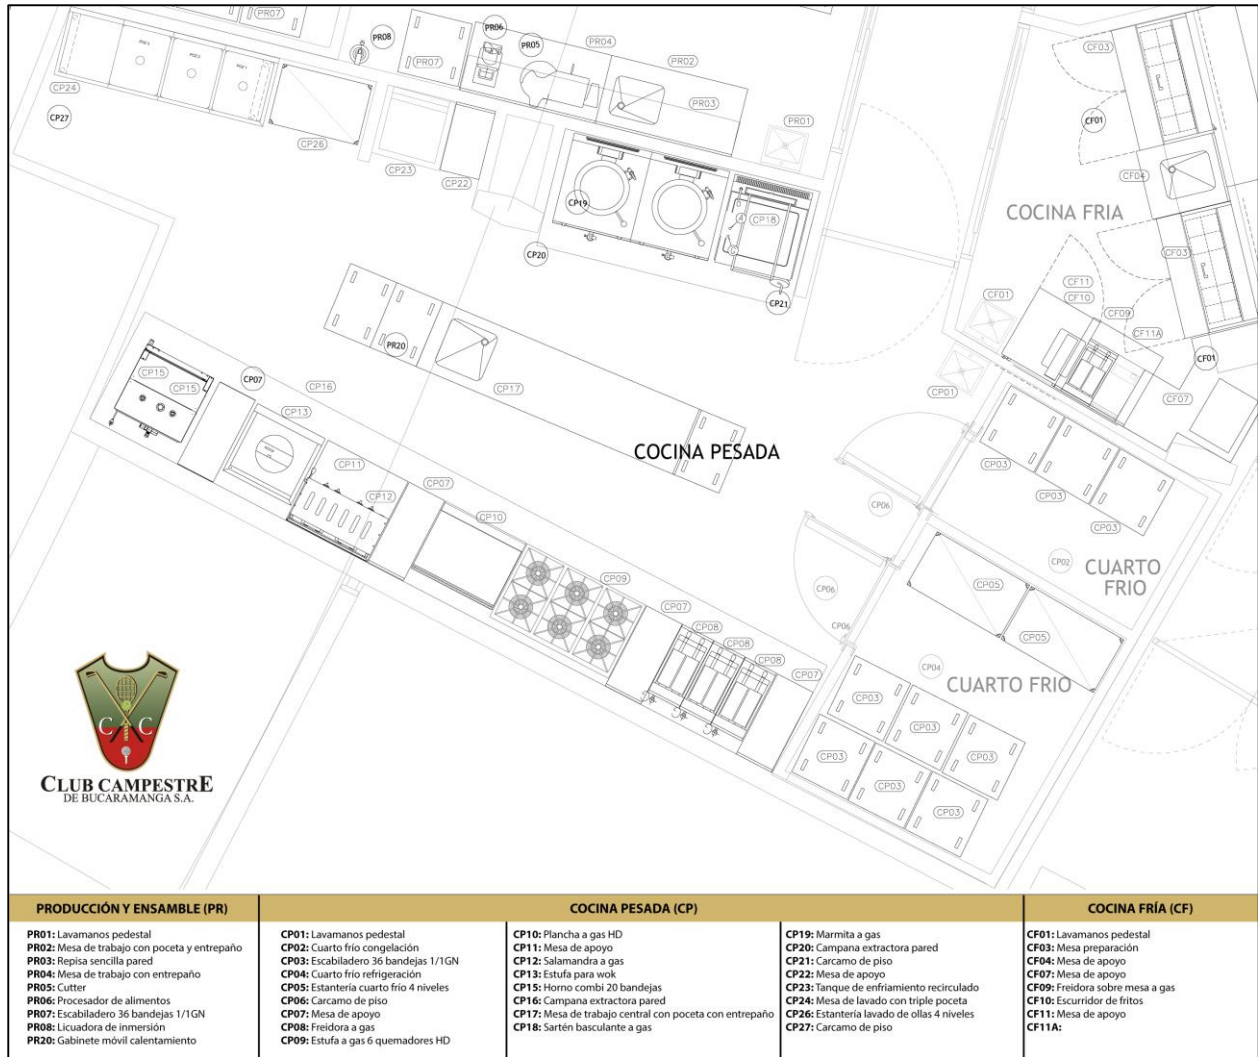 PR07
PR08
PR06
PR05
PR04
PR07
PR02
PR03
PR01
CP24
CP27
CP26
CP23
CP22
CP19
CP20
CP18
CP21
CF03
CF01
CF04
COCINA FRIA
CF03
CF11
CF10
CF01
CF09
CF11A
CF01
CF07
CP01
PR20
CP17
CP15
CP15
CP07
CP16
CP13
CP11
CP12
CP07
CP10
COCINA PESADA
CP03
CP03
CP03
CP06
CP02
CUARTO
FRIO
CP09
CP07
CP08
CP08
CP08
CP07
CP06
CP06
CP05
CP05
CP04
CUARTO FRIO
CP03
CP03
CP03
CP03
CP03
CP03
C C
CLUB CAMPESTRE
DE BUCARAMANGA S.A.
PRODUCCIÓN Y ENSAMBLE (PR)
PR01: Lavamanos pedestal
PR02: Mesa de trabajo con poceta y entrepaño
PR03: Repisa sencilla pared
PR04: Mesa de trabajo con entrepaño
PR05: Cutter
PR06: Procesador de alimentos
PR07: Escabiladero 36 bandejas 1/1GN
PR08: Licuadora de inmersión
PR20: Gabinete móvil calentamiento
COCINA PESADA (CP)
CP01: Lavamanos pedestal
CP02: Cuarto frío congelación
CP03: Escabiladero 36 bandejas 1/1GN
CP04: Cuarto frío refrigeración
CP05: Estantería cuarto frío 4 niveles
CP06: Carcamo de piso
CP07: Mesa de apoyo
CP08: Freidora a gas
CP09: Estufa a gas 6 quemadores HD
CP10: Plancha a gas HD
CP11: Mesa de apoyo
CP12: Salamandra a gas
CP13: Estufa para wok
CP15: Horno combi 20 bandejas
CP16: Campana extractora pared
CP17: Mesa de trabajo central con poceta con entrepaño
CP18: Sartén basculante a gas
CP19: Marmita a gas
CP20: Campana extractora pared
CP21: Carcamo de piso
CP22: Mesa de apoyo
CP23: Tanque de enfriamiento recirculado
CP24: Mesa de lavado con triple poceta
CP26: Estantería lavado de ollas 4 niveles
CP27: Carcamo de piso
COCINA FRÍA (CF)
CF01: Lavamanos pedestal
CF03: Mesa preparación
CF04: Mesa de apoyo
CF07: Mesa de apoyo
CF09: Freidora sobre mesa a gas
CF10: Escurridor de fritos
CF11: Mesa de apoyo
CF11A: